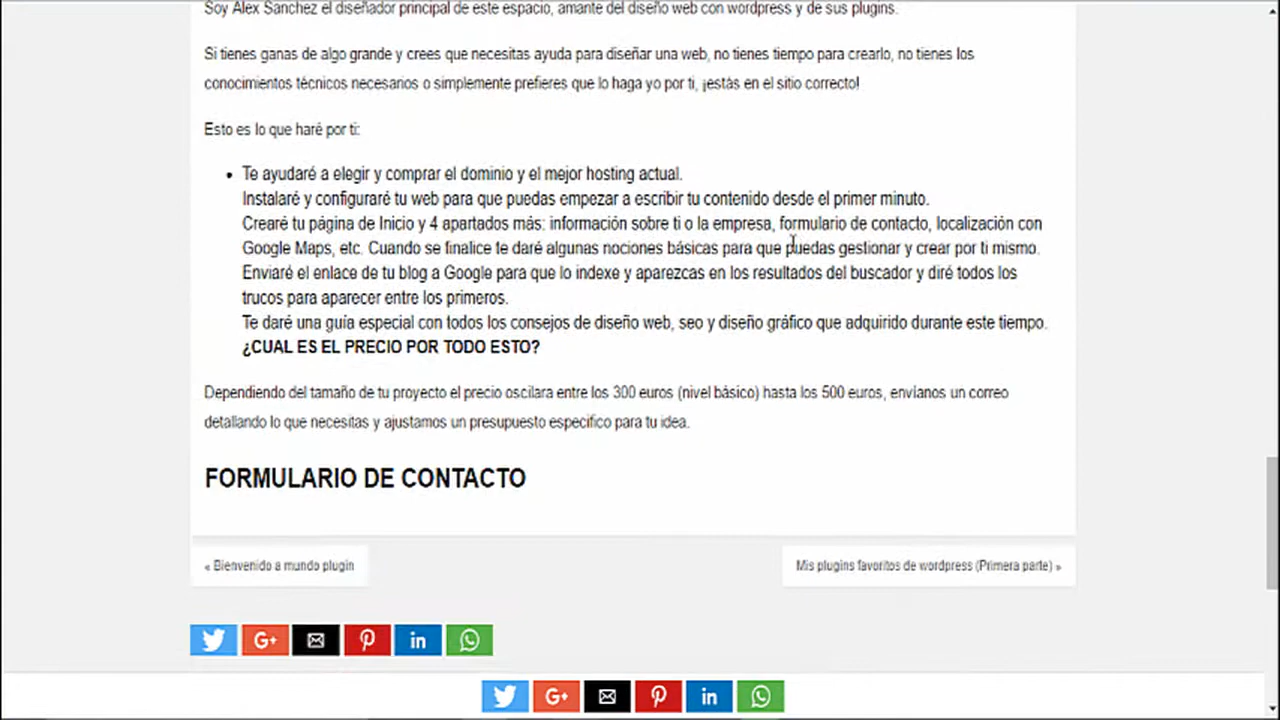 Soy Alex Sanchez el diseñador principal de este espacio, amante del diseño web con wordpress y de sus plugins.
Si tienes ganas de algo grande y crees que necesitas ayuda para diseñar una web, no tienes tiempo para crearlo, no tienes los
conocimientos técnicos necesarios o simplemente prefieres que lo haga yo por ti, ¡estás en el sitio correcto!
Esto es lo que haré por ti:
• Te ayudaré a elegir y comprar el dominio y el mejor hosting actual.
Instalaré y configuraré tu web para que puedas empezar a escribir tu contenido desde el primer minuto.
Crearé tu página de Inicio y 4 apartados más: información sobre ti o la empresa, formulario de contacto, localización con
Google Maps, etc. Cuando se finalice te daré algunas nociones básicas para que puedas gestionar y crear por ti mismo.
Enviaré el enlace de tu blog a Google para que lo indexe y aparezcas en los resultados del buscador y diré todos los
trucos para aparecer entre los primeros.
Te daré una guía especial con todos los consejos de diseño web, seo y diseño gráfico que adquirido durante este tiempo.
¿CUAL ES EL PRECIO POR TODO ESTO?
Dependiendo del tamaño de tu proyecto el precio oscilara entre los 300 euros (nivel básico) hasta los 500 euros, envíanos un correo
detallando lo que necesitas y ajustamos un presupuesto especifico para tu idea.
FORMULARIO DE CONTACTO
« Bienvenido a mundo plugin
Mis plugins favoritos de wordpress (Primera parte) »
G+
in
G+
in